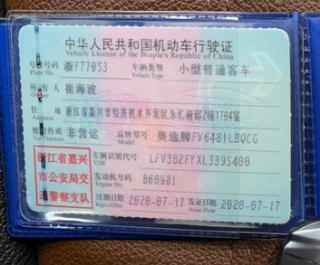 中华人民共和国机动车行驶证
Vehicle License of the People's Republic of China
号牌号码 浙F770S3 车辆类型 小型普通客车
Plate No. Vehicle Type
所有人 崔海波
Owner
住址 浙江省嘉兴市经济技术开发区永汇府邸2幢1704室
Address
使用性质 非营运 品牌型号 奥迪牌FV6481LBQCG
Use Character Model
浙江省嘉兴 车辆识别代号 LFV3B2FYXL3395400
VIN
市公安局交 发动机号码 B60981
Engine No.
通警察支队 注册日期 2020-07-17 发证日期 2020-07-17
Register Date Issue Date